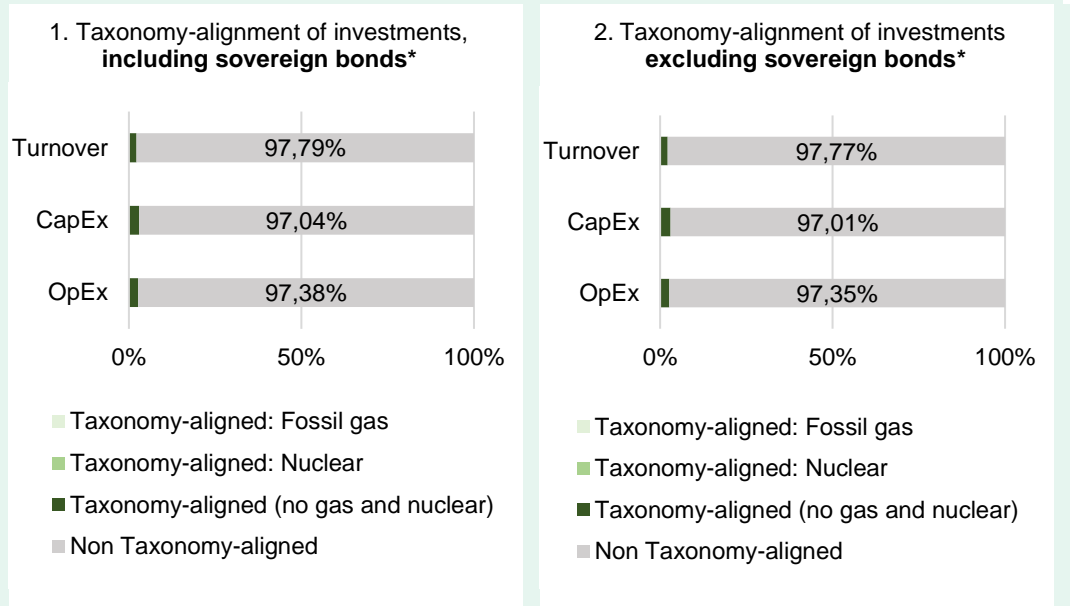 1. Taxonomy-alignment of investments,
including sovereign bonds*
Turnover
97,79%
CapEx
97,04%
OpEx
97,38%
0%
50%
100%
Taxonomy-aligned: Fossil gas
Taxonomy-aligned: Nuclear
Taxonomy-aligned (no gas and nuclear)
Non Taxonomy-aligned
2. Taxonomy-alignment of investments
excluding sovereign bonds*
Turnover
97,77%
CapEx
97,01%
OpEx
97,35%
0%
50%
100%
Taxonomy-aligned: Fossil gas
Taxonomy-aligned: Nuclear
Taxonomy-aligned (no gas and nuclear)
Non Taxonomy-aligned